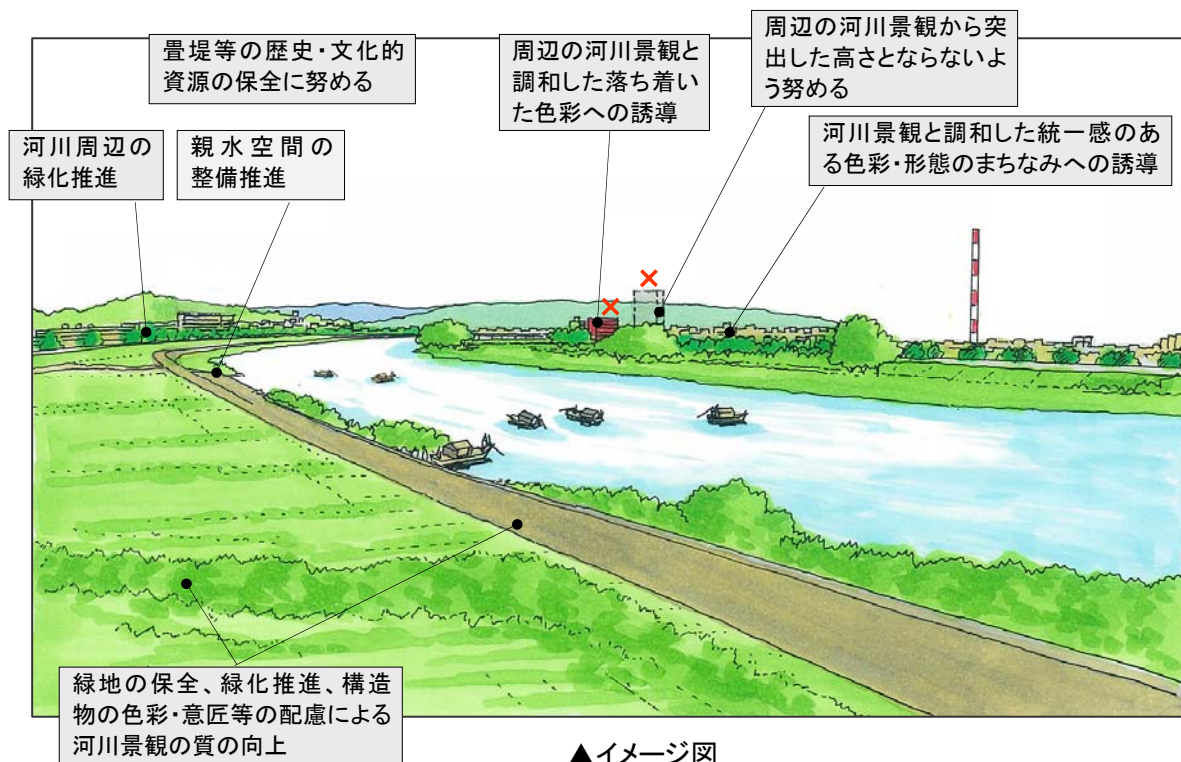 畳堤等の歴史・文化的
資源の保全に努める
周辺の河川景観と
調和した落ち着い
た色彩への誘導
周辺の河川景観から突
出した高さとならないよ
う努める
河川周辺の
緑化推進
親水空間の
整備推進
河川景観と調和した統一感のあ
る色彩・形態のまちなみへの誘導
緑地の保全、緑化推進、構造
物の色彩・意匠等の配慮による
河川景観の質の向上
▲イメージ図